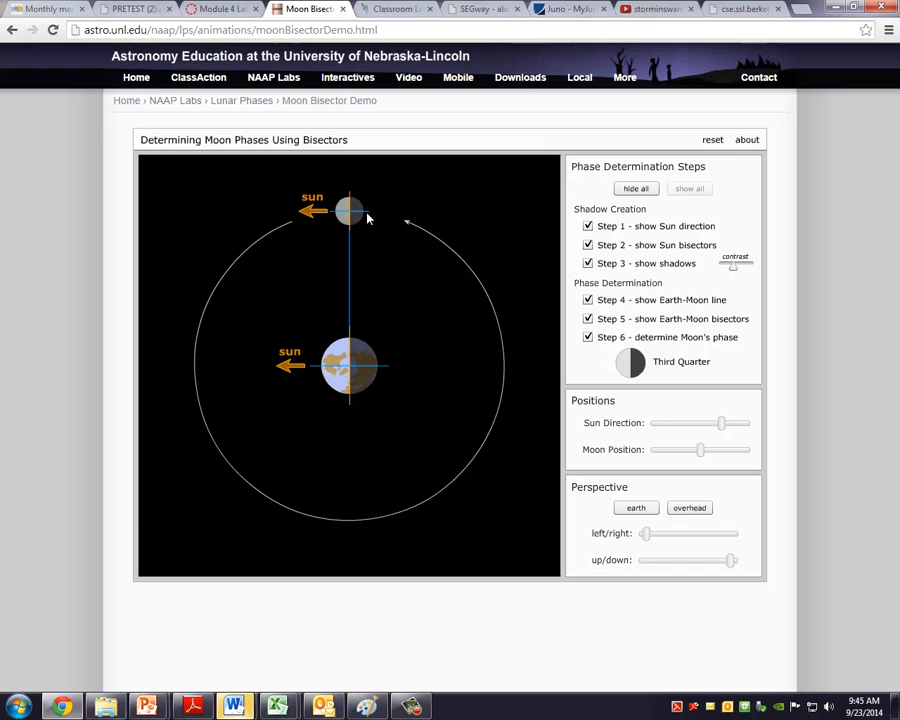 Monthly me
PRETEST (2).
Module 4 La
Moon Bisect
Classroom L
SEGway - ab
Juno - MyJu
storminswar
cse.ssl.berke
astro.unl.edu/naap/lps/animations/moonBisectorDemo.html
Astronomy Education at the University of Nebraska-Lincoln
Home ClassAction NAAP Labs Interactives Video Mobile Downloads Local More Contact
Home › NAAP Labs › Lunar Phases › Moon Bisector Demo
Determining Moon Phases Using Bisectors
reset about
sun
sun
Phase Determination Steps
hide all show all
Shadow Creation
Step 1 - show Sun direction
Step 2 - show Sun bisectors
Step 3 - show shadows
contrast
Phase Determination
Step 4 - show Earth-Moon line
Step 5 - show Earth-Moon bisectors
Step 6 - determine Moon's phase
Third Quarter
Positions
Sun Direction:
Moon Position:
Perspective
earth overhead
left/right:
up/down:
9:45 AM
9/23/2014